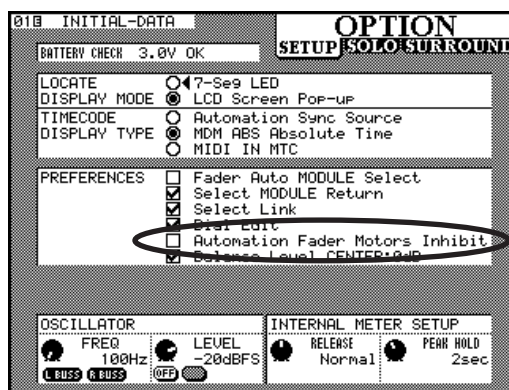 01 INITIAL-DATA
OPTION
BATTERY CHECK 3.0V OK
SETUP SOLO SURROUND
LOCATE DISPLAY MODE
7-Seg LED
LCD Screen Pop-up
TIMECODE DISPLAY TYPE
Automation Sync Source
MDM ABS Absolute Time
MIDI IN MTC
PREFERENCES
Fader Auto MODULE Select
Select MODULE Return
Select Link
Dial Edit
Automation Fader Motors Inhibit
Balance Level CENTER:0dB
OSCILLATOR
FREQ
100Hz
L BUSS R BUSS
LEVEL
-20dBFS
OFF
INTERNAL METER SETUP
RELEASE
Normal
PEAK HOLD
2sec